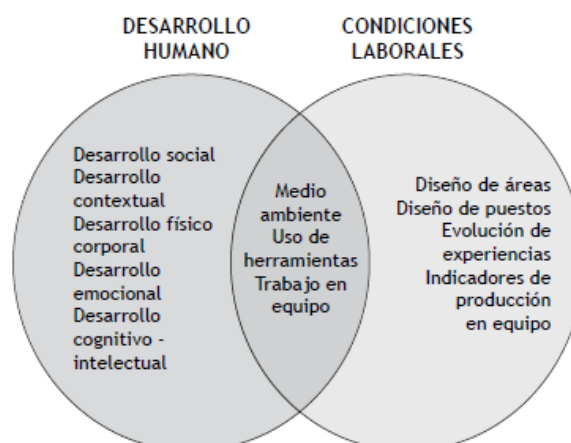 DESARROLLO
HUMANO
CONDICIONES
LABORALES
Desarrollo social
Desarrollo
contextual
Desarrollo físico
corporal
Desarrollo
emocional
Desarrollo
cognitivo -
intelectual
Medio
ambiente
Uso de
herramientas
Trabajo en
equipo
Diseño de áreas
Diseño de puestos
Evolución de
experiencias
Indicadores de
producción
en equipo